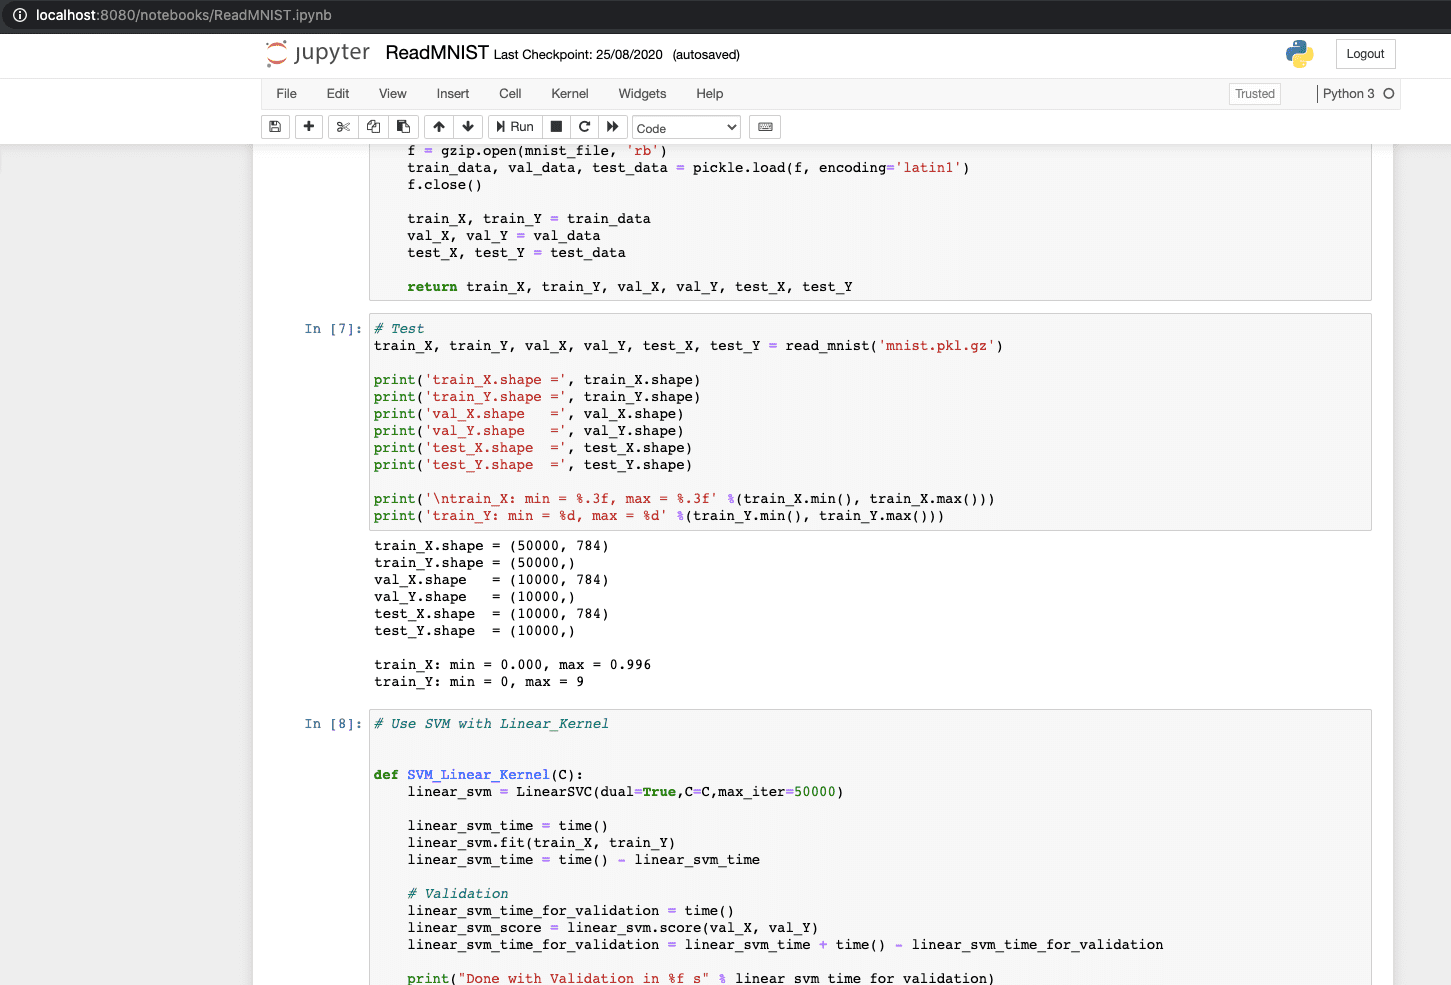 localhost:8080/notebooks/ReadMNIST.ipynb
jupyter ReadMNIST Last Checkpoint: 25/08/2020 (autosaved) Logout
File Edit View Insert Cell Kernel Widgets Help Trusted Python 3
Run Code
f = gzip.open(mnist_file, 'rb')
train_data, val_data, test_data = pickle.load(f, encoding='latin1')
f.close()
train_X, train_Y = train_data
val_X, val_Y = val_data
test_X, test_Y = test_data
return train_X, train_Y, val_X, val_Y, test_X, test_Y
In [7]: # Test
train_X, train_Y, val_X, val_Y, test_X, test_Y = read_mnist('mnist.pkl.gz')
print('train_X.shape =', train_X.shape)
print('train_Y.shape =', train_Y.shape)
print('val_X.shape   =', val_X.shape)
print('val_Y.shape   =', val_Y.shape)
print('test_X.shape  =', test_X.shape)
print('test_Y.shape  =', test_Y.shape)
print('\ntrain_X: min = %.3f, max = %.3f' %(train_X.min(), train_X.max()))
print('train_Y: min = %d, max = %d' %(train_Y.min(), train_Y.max()))
train_X.shape = (50000, 784)
train_Y.shape = (50000,)
val_X.shape   = (10000, 784)
val_Y.shape   = (10000,)
test_X.shape  = (10000, 784)
test_Y.shape  = (10000,)
train_X: min = 0.000, max = 0.996
train_Y: min = 0, max = 9
In [8]: # Use SVM with Linear_Kernel
def SVM_Linear_Kernel(C):
linear_svm = LinearSVC(dual=True,C=C,max_iter=50000)
linear_svm_time = time()
linear_svm.fit(train_X, train_Y)
linear_svm_time = time() - linear_svm_time
# Validation
linear_svm_time_for_validation = time()
linear_svm_score = linear_svm.score(val_X, val_Y)
linear_svm_time_for_validation = linear_svm_time + time() - linear_svm_time_for_validation
print("Done with Validation in %f s" % linear_svm_time_for_validation)